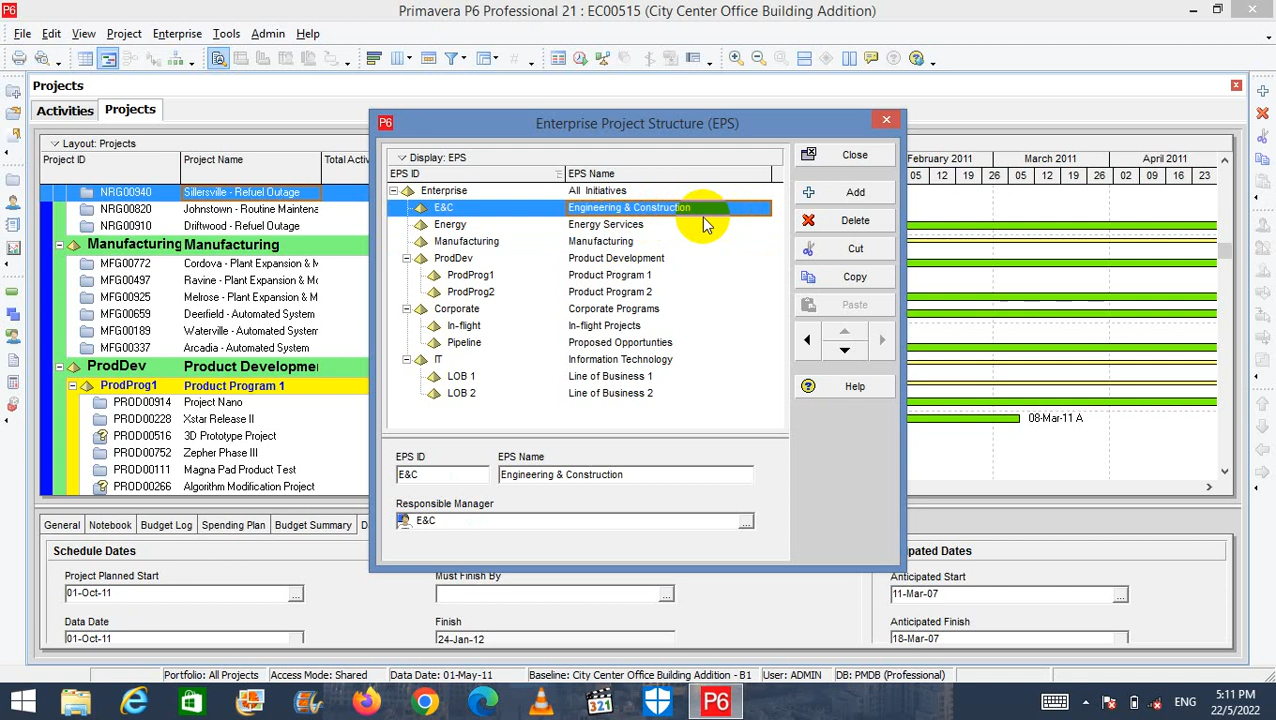 P6 Primavera P6 Professional 21 : EC00515 (City Center Office Building Addition)
File Edit View Project Enterprise Tools Admin Help
Projects
Activities Projects
Layout: Projects
Project ID Project Name Total Activ
February 2011 March 2011 April 2011
05 12 19 26 05 12 19 26 02 09 16 23
NRG00940 Sillersville - Refuel Outage
NRG00820 Johnstown - Routine Maintena
NRG00910 Driftwood - Refuel Outage
Manufacturing Manufacturing
MFG00772 Cordova - Plant Expansion & M
MFG00497 Ravine - Plant Expansion & M
MFG00925 Melrose - Plant Expansion & M
MFG00659 Deerfield - Automated System
MFG00189 Waterville - Automated System
MFG00337 Arcadia - Automated System
ProdDev Product Developme
ProdProg1 Product Program 1
PROD00914 Project Nano
PROD00228 Xstar Release II
PROD00516 3D Prototype Project
PROD00752 Zepher Phase III
PROD00111 Magna Pad Product Test
PROD00266 Algorithm Modification Project
08-Mar-11 A
P6 Enterprise Project Structure (EPS)
Display: EPS
EPS ID EPS Name
Enterprise All Initiatives
E&C Engineering & Construction
Energy Energy Services
Manufacturing Manufacturing
ProdDev Product Development
ProdProg1 Product Program 1
ProdProg2 Product Program 2
Corporate Corporate Programs
In-flight In-flight Projects
Pipeline Proposed Opportunties
IT Information Technology
LOB 1 Line of Business 1
LOB 2 Line of Business 2
Close
Add
Delete
Cut
Copy
Paste
Help
EPS ID EPS Name
E&C Engineering & Construction
Responsible Manager
E&C
General Notebook Budget Log Spending Plan Budget Summary D
Schedule Dates
Project Planned Start Must Finish By
01-Oct-11
Data Date Finish
01-Oct-11 24-Jan-12
cipated Dates
Anticipated Start
11-Mar-07
Anticipated Finish
18-Mar-07
Portfolio: All Projects Access Mode: Shared Data Date: 01-May-11 Baseline: City Center Office Building Addition - B1 User: ADMIN DB: PMDB (Professional)
P6
ENG
5:11 PM
22/5/2022